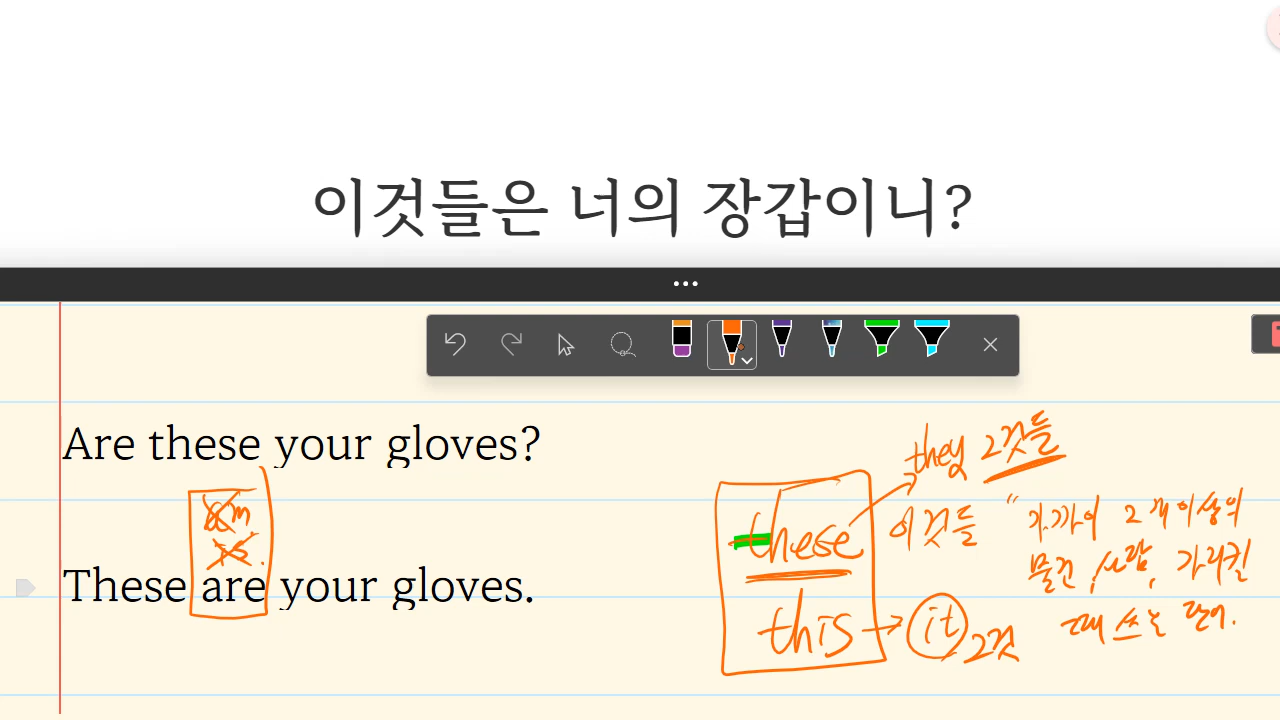 이것들은 너의 장갑이니?
Are these your gloves?
am
is.
These are your gloves.
they 그것들
these 이것들 " 가까이 2개 이상의
물건, 사람, 가리킬
때 쓰는 단어.
this → it 그것